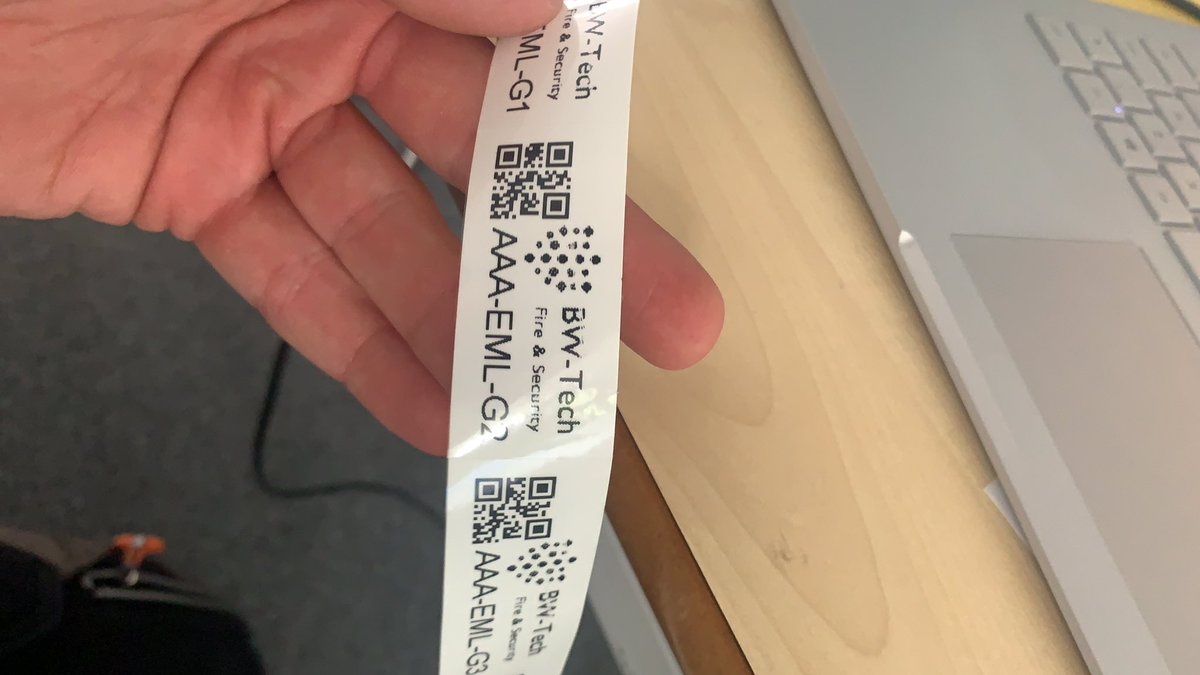 BW-Tech
Fire & Security
EML-G1
BW-Tech
Fire & Security
AAA-EML-G2
BW-Tech
Fire & Security
AAA-EML-G3